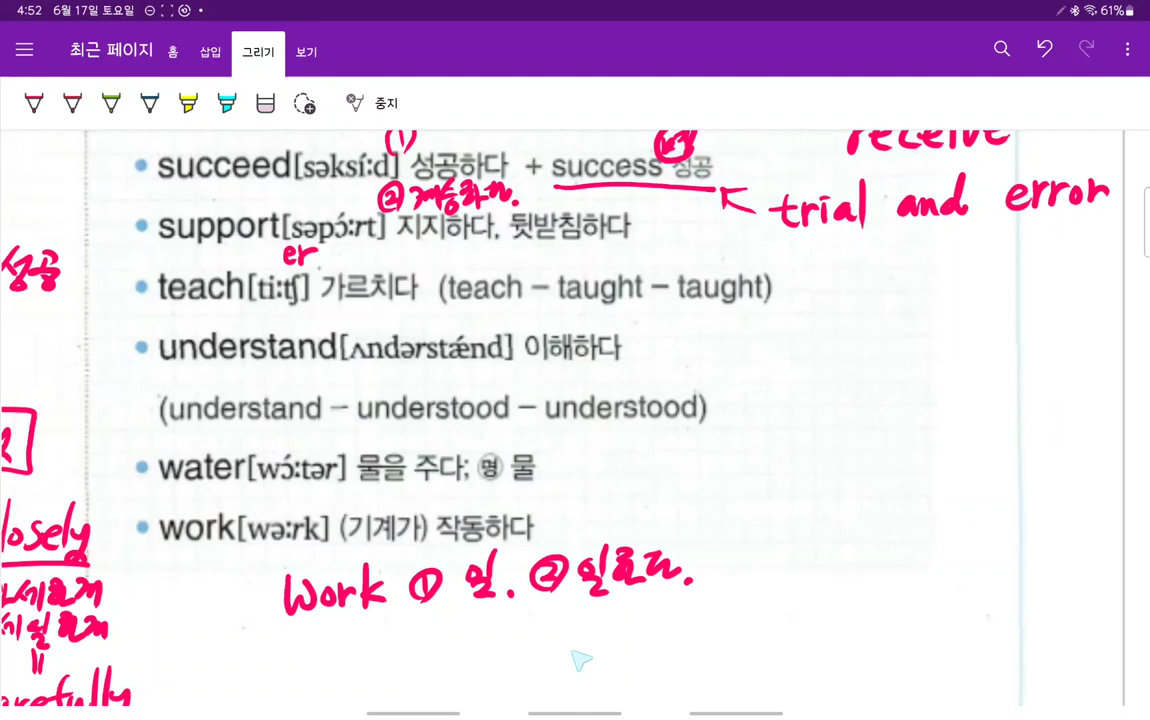 4:52 6월 17일 토요일
61%
최근 페이지 홈 삽입 그리기 보기
중지
(1)
receive
succeed[səksíːd] 성공하다 + success 성공
② 계승하다.
trial and error
support[səpɔ́ːrt] 지지하다, 뒷받침하다
er
성공
teach[tiːtʃ] 가르치다 (teach – taught – taught)
understand[ʌndərstǽnd] 이해하다
(understand – understood – understood)
water[wɔ́ːtər] 물을 주다; 명 물
work[wəːrk] (기계가) 작동하다
losely
work ① 일. ② 일하다.
arefully